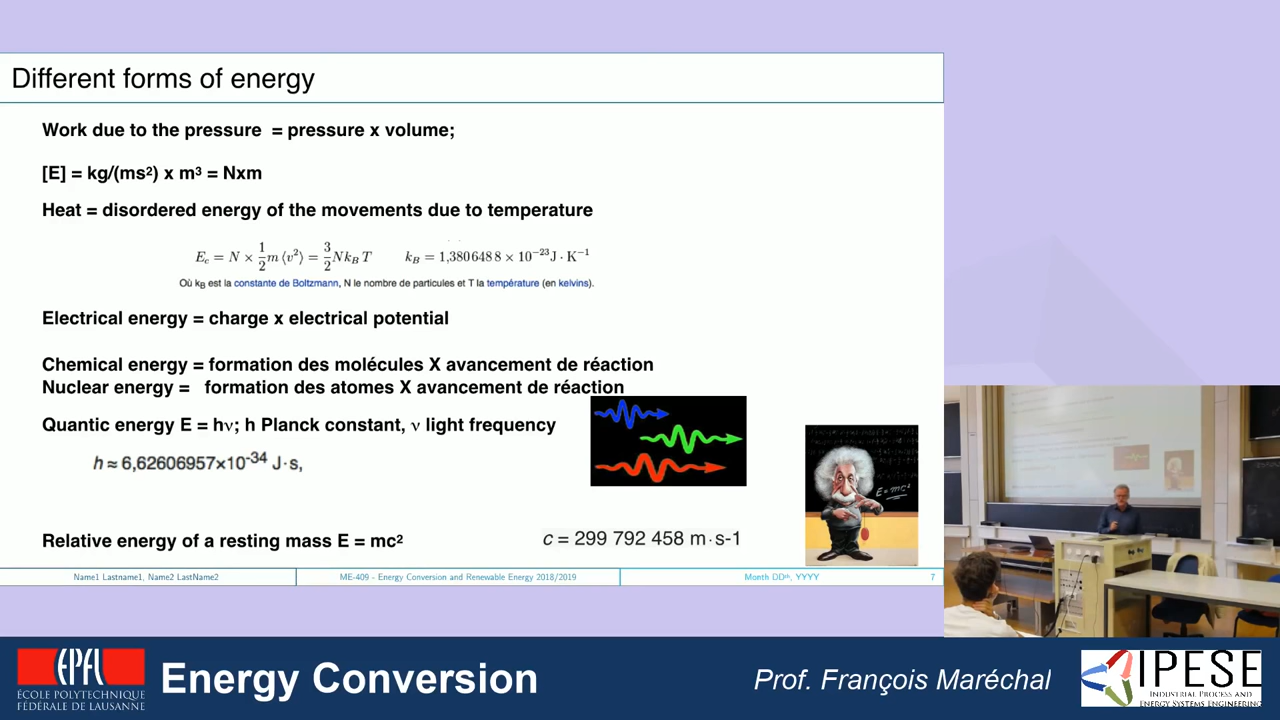 Different forms of energy
Work due to the pressure = pressure x volume;
[E] = kg/(ms²) x m³ = Nxm
Heat = disordered energy of the movements due to temperature
E_c = N × 1/2 m ⟨v²⟩ = 3/2 N k_B T k_B = 1,380 648 8 × 10⁻²³ J · K⁻¹
Où k_B est la constante de Boltzmann, N le nombre de particules et T la température (en kelvins).
Electrical energy = charge x electrical potential
Chemical energy = formation des molécules X avancement de réaction
Nuclear energy = formation des atomes X avancement de réaction
Quantic energy E = hν; h Planck constant, ν light frequency
h ≈ 6,62606957×10⁻³⁴ J·s,
E=mc²
Relative energy of a resting mass E = mc²
c = 299 792 458 m·s-1
Name1 Lastname1, Name2 LastName2
ME-409 - Energy Conversion and Renewable Energy 2018/2019
Month DDᵗʰ, YYYY
7
EPFL
ÉCOLE POLYTECHNIQUE
FÉDÉRALE DE LAUSANNE
Energy Conversion
Prof. François Maréchal
IPESE
Industrial Process and
Energy Systems Engineering